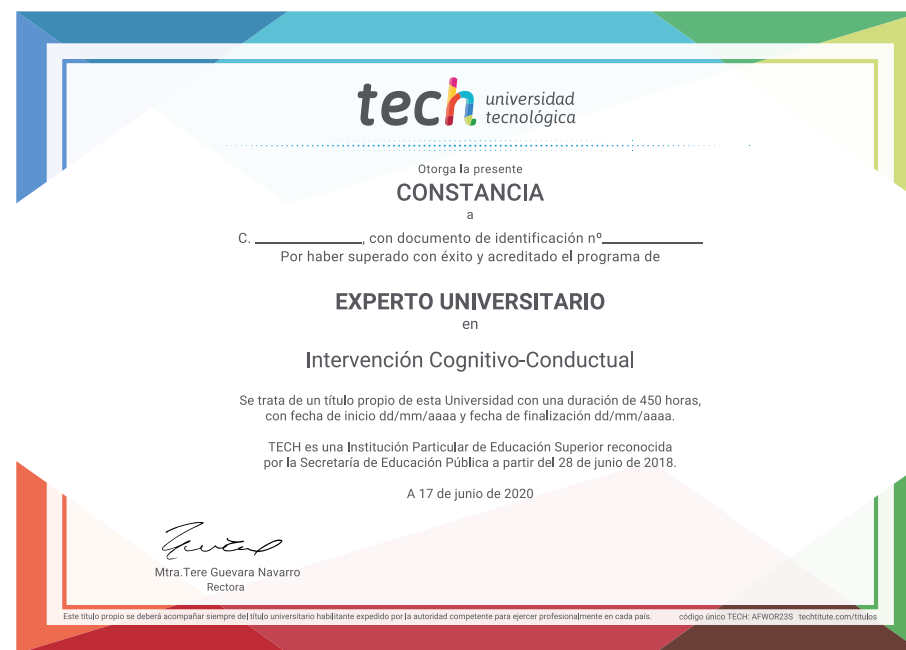 tech universidad
tecnológica
Otorga la presente
CONSTANCIA
a
C. ____________, con documento de identificación nº____________
Por haber superado con éxito y acreditado el programa de
EXPERTO UNIVERSITARIO
en
Intervención Cognitivo-Conductual
Se trata de un título propio de esta Universidad con una duración de 450 horas,
con fecha de inicio dd/mm/aaaa y fecha de finalización dd/mm/aaaa.
TECH es una Institución Particular de Educación Superior reconocida
por la Secretaría de Educación Pública a partir del 28 de junio de 2018.
A 17 de junio de 2020
Mtra.Tere Guevara Navarro
Rectora
Este título propio se deberá acompañar siempre del título universitario habilitante expedido por la autoridad competente para ejercer profesionalmente en cada país. código único TECH: AFWOR23S techtitute.com/titulos